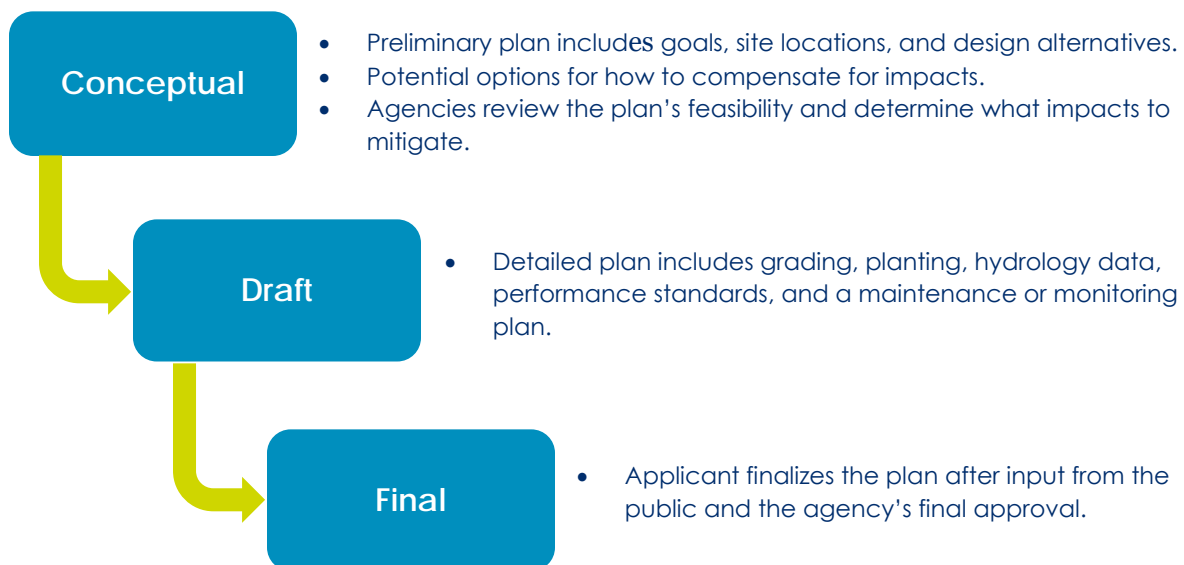 Conceptual
• Preliminary plan includes goals, site locations, and design alternatives.
• Potential options for how to compensate for impacts.
• Agencies review the plan’s feasibility and determine what impacts to
mitigate.
Draft
• Detailed plan includes grading, planting, hydrology data,
performance standards, and a maintenance or monitoring
plan.
Final
• Applicant finalizes the plan after input from the
public and the agency’s final approval.